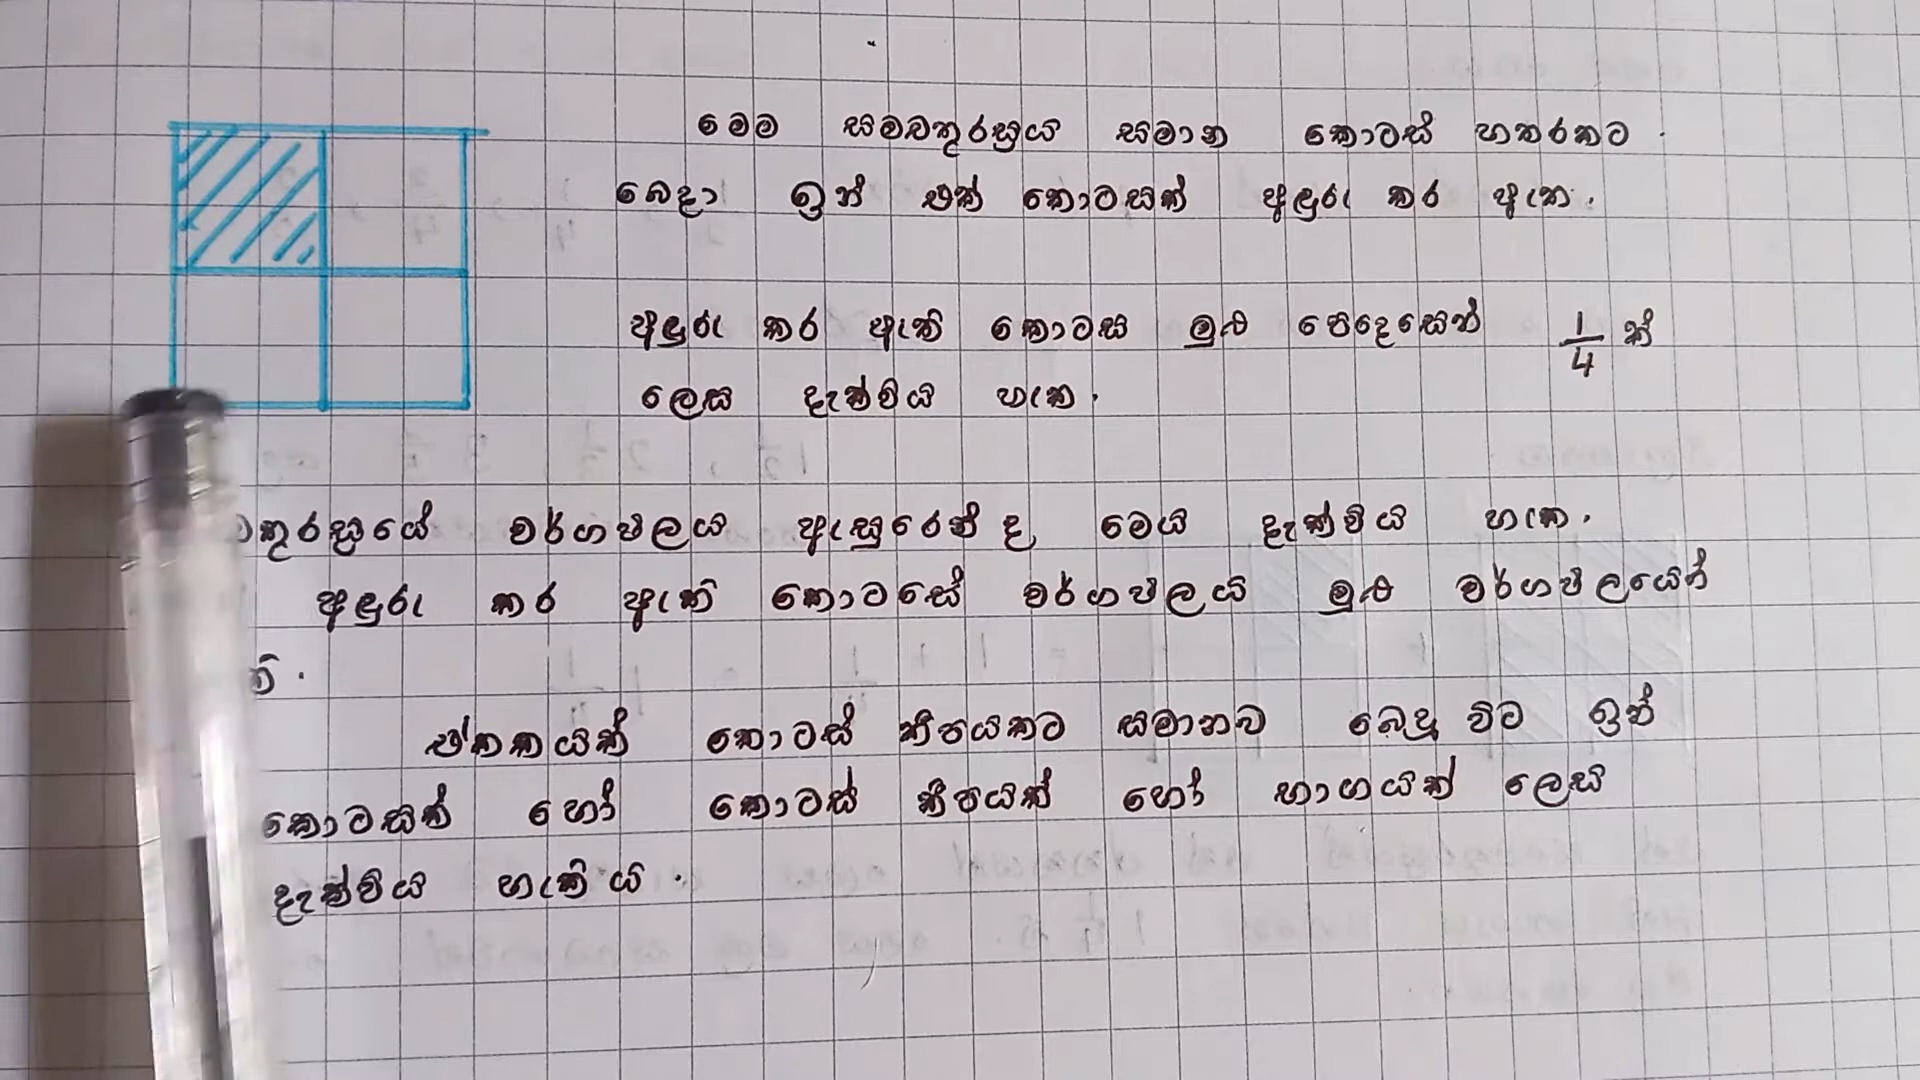 මෙම සමචතුරස්‍රය සමාන කොටස් හතරකට
බෙදා ඉන් එක් කොටසක් අඳුරු කර ඇත.
අඳුරු කර ඇති කොටස මුළු පෙදෙසෙන් 1/4 ක්
ලෙස දැක්විය හැක.
තුරස්‍රයේ වර්ගඵලය ඇසුරෙන් ද මෙය දැක්විය හැක.
අඳුරු කර ඇති කොටසේ වර්ගඵලය මුළු වර්ගඵලයෙන්
ඒකකයක් කොටස් කීපයකට සමානව බෙදූ විට ඉන්
කොටසක් හෝ කොටස් කීපයක් හෝ භාගයක් ලෙස
දැක්විය හැකි ය.